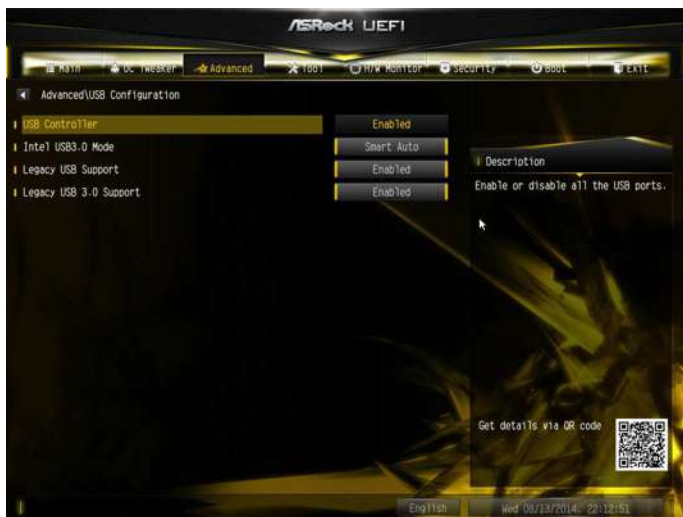 ASRock UEFI
Main OC Tweaker Advanced Tool H/W Monitor Security Boot Exit
Advanced\USB Configuration
USB Controller Enabled
Intel USB3.0 Mode Smart Auto
Legacy USB Support Enabled
Legacy USB 3.0 Support Enabled
Description
Enable or disable all the USB ports.
Get details via QR code
English Wed 08/13/2014, 22:12:51